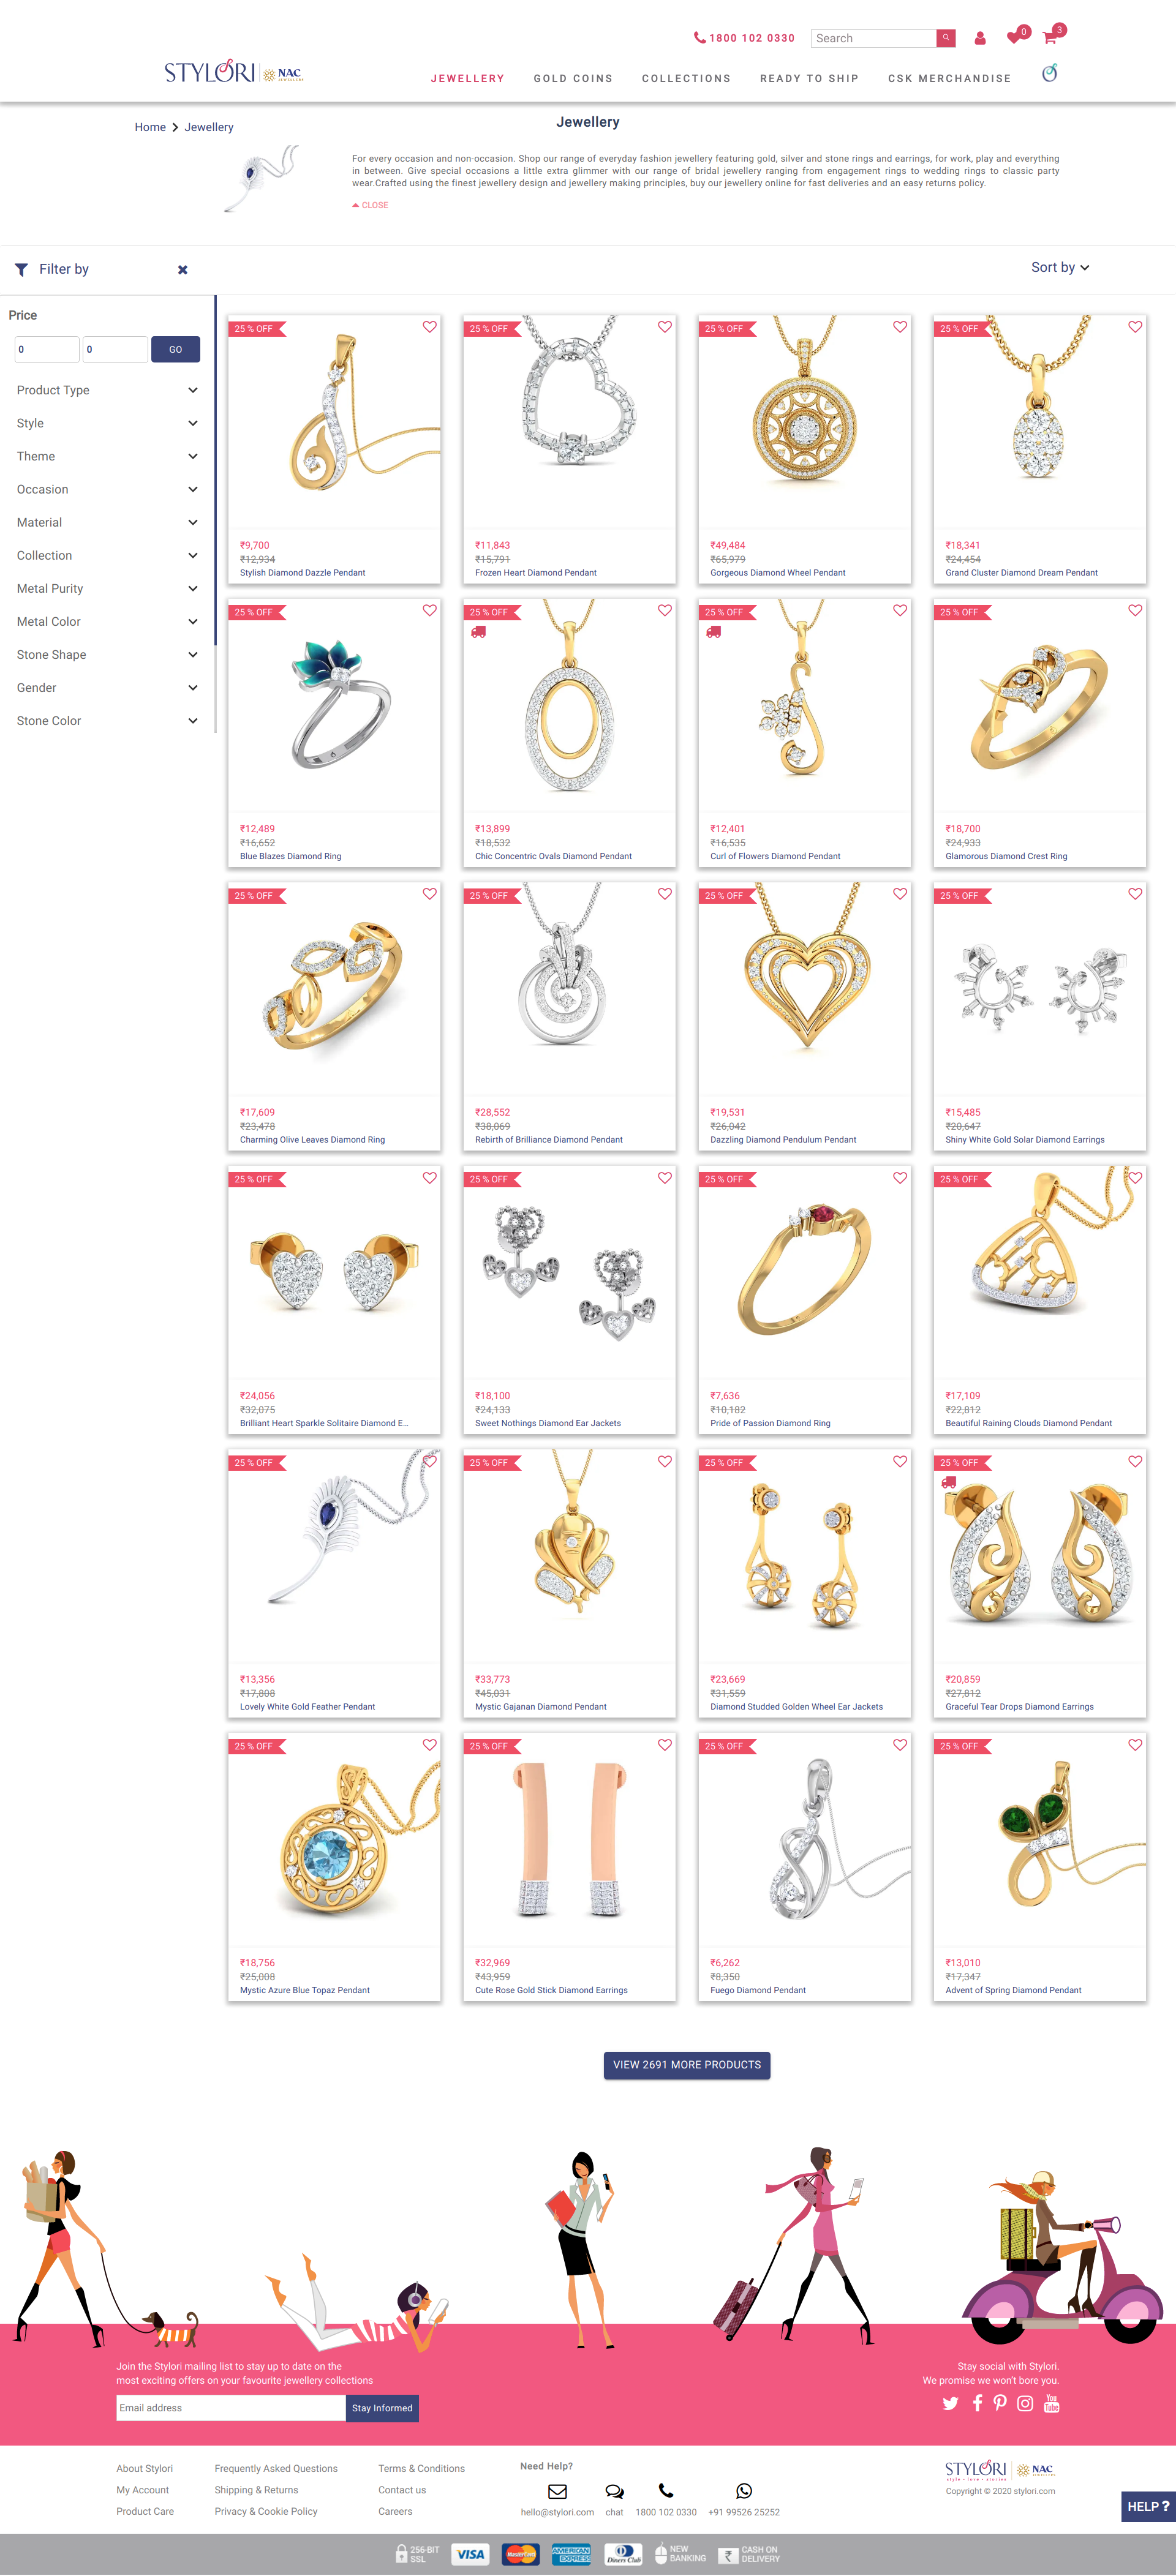 1800 102 0330
Search
0
3
STYLORI
NAC
JEWELLERS
JEWELLERY
GOLD COINS
COLLECTIONS
READY TO SHIP
CSK MERCHANDISE
Home
Jewellery
Jewellery
For every occasion and non-occasion. Shop our range of everyday fashion jewellery featuring gold, silver and stone rings and earrings, for work, play and everything
in between. Give special occasions a little extra glimmer with our range of bridal jewellery ranging from engagement rings to wedding rings to classic party
wear.Crafted using the finest jewellery design and jewellery making principles, buy our jewellery online for fast deliveries and an easy returns policy.
CLOSE
Filter by
Sort by
Price
0
0
GO
Product Type
Style
Theme
Occasion
Material
Collection
Metal Purity
Metal Color
Stone Shape
Gender
Stone Color
25 % OFF
₹9,700
₹12,934
Stylish Diamond Dazzle Pendant
25 % OFF
₹11,843
₹15,791
Frozen Heart Diamond Pendant
25 % OFF
₹49,484
₹65,979
Gorgeous Diamond Wheel Pendant
25 % OFF
₹18,341
₹24,454
Grand Cluster Diamond Dream Pendant
25 % OFF
₹12,489
₹16,652
Blue Blazes Diamond Ring
25 % OFF
₹13,899
₹18,532
Chic Concentric Ovals Diamond Pendant
25 % OFF
₹12,401
₹16,535
Curl of Flowers Diamond Pendant
25 % OFF
₹18,700
₹24,933
Glamorous Diamond Crest Ring
25 % OFF
₹17,609
₹23,478
Charming Olive Leaves Diamond Ring
25 % OFF
₹28,552
₹38,069
Rebirth of Brilliance Diamond Pendant
25 % OFF
₹19,531
₹26,042
Dazzling Diamond Pendulum Pendant
25 % OFF
₹15,485
₹20,647
Shiny White Gold Solar Diamond Earrings
25 % OFF
₹24,056
₹32,075
Brilliant Heart Sparkle Solitaire Diamond E...
25 % OFF
₹18,100
₹24,133
Sweet Nothings Diamond Ear Jackets
25 % OFF
₹7,636
₹10,182
Pride of Passion Diamond Ring
25 % OFF
₹17,109
₹22,812
Beautiful Raining Clouds Diamond Pendant
25 % OFF
₹13,356
₹17,808
Lovely White Gold Feather Pendant
25 % OFF
₹33,773
₹45,031
Mystic Gajanan Diamond Pendant
25 % OFF
₹23,669
₹31,559
Diamond Studded Golden Wheel Ear Jackets
25 % OFF
₹20,859
₹27,812
Graceful Tear Drops Diamond Earrings
25 % OFF
₹18,756
₹25,008
Mystic Azure Blue Topaz Pendant
25 % OFF
₹32,969
₹43,959
Cute Rose Gold Stick Diamond Earrings
25 % OFF
₹6,262
₹8,350
Fuego Diamond Pendant
25 % OFF
₹13,010
₹17,347
Advent of Spring Diamond Pendant
VIEW 2691 MORE PRODUCTS
Join the Stylori mailing list to stay up to date on the
most exciting offers on your favourite jewellery collections
Email address
Stay Informed
Stay social with Stylori.
We promise we won't bore you.
You
Tube
About Stylori
My Account
Product Care
Frequently Asked Questions
Shipping & Returns
Privacy & Cookie Policy
Terms & Conditions
Contact us
Careers
Need Help?
hello@stylori.com
chat
1800 102 0330
+91 99526 25252
STYLORI
style - love - stories
NAC
JEWELLERS
Copyright © 2020 stylori.com
HELP ?
256-BIT
SSL
VISA
MasterCard
AMERICAN
EXPRESS
Diners Club
NEW
BANKING
₹
CASH ON
DELIVERY